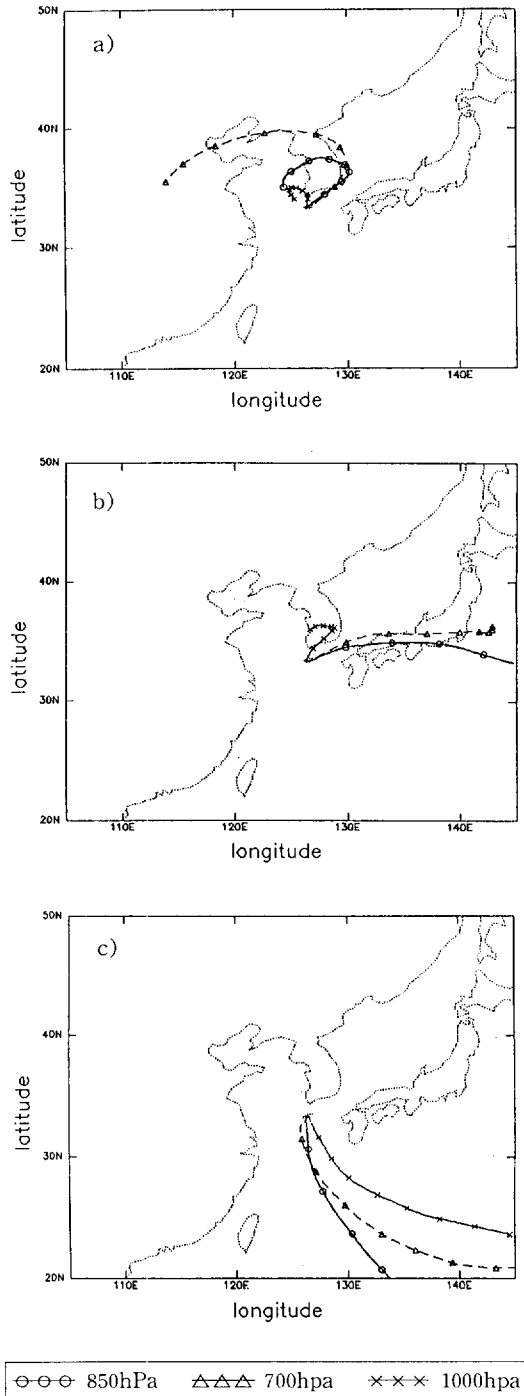 50N
a)
40N
30N
20N
latitude
110E 120E 130E 140E
longitude
50N
b)
40N
30N
20N
latitude
110E 120E 130E 140E
longitude
50N
c)
40N
30N
20N
latitude
110E 120E 130E 140E
longitude
850hPa 700hpa 1000hpa